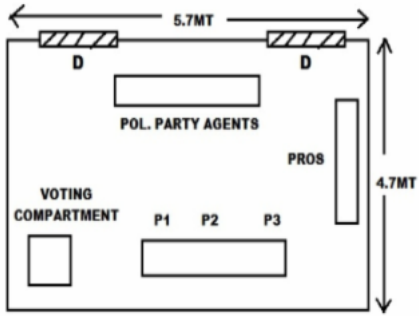 5.7MT
D D
POL. PARTY AGENTS
PROS
4.7MT
VOTING
COMPARTMENT
P1 P2 P3